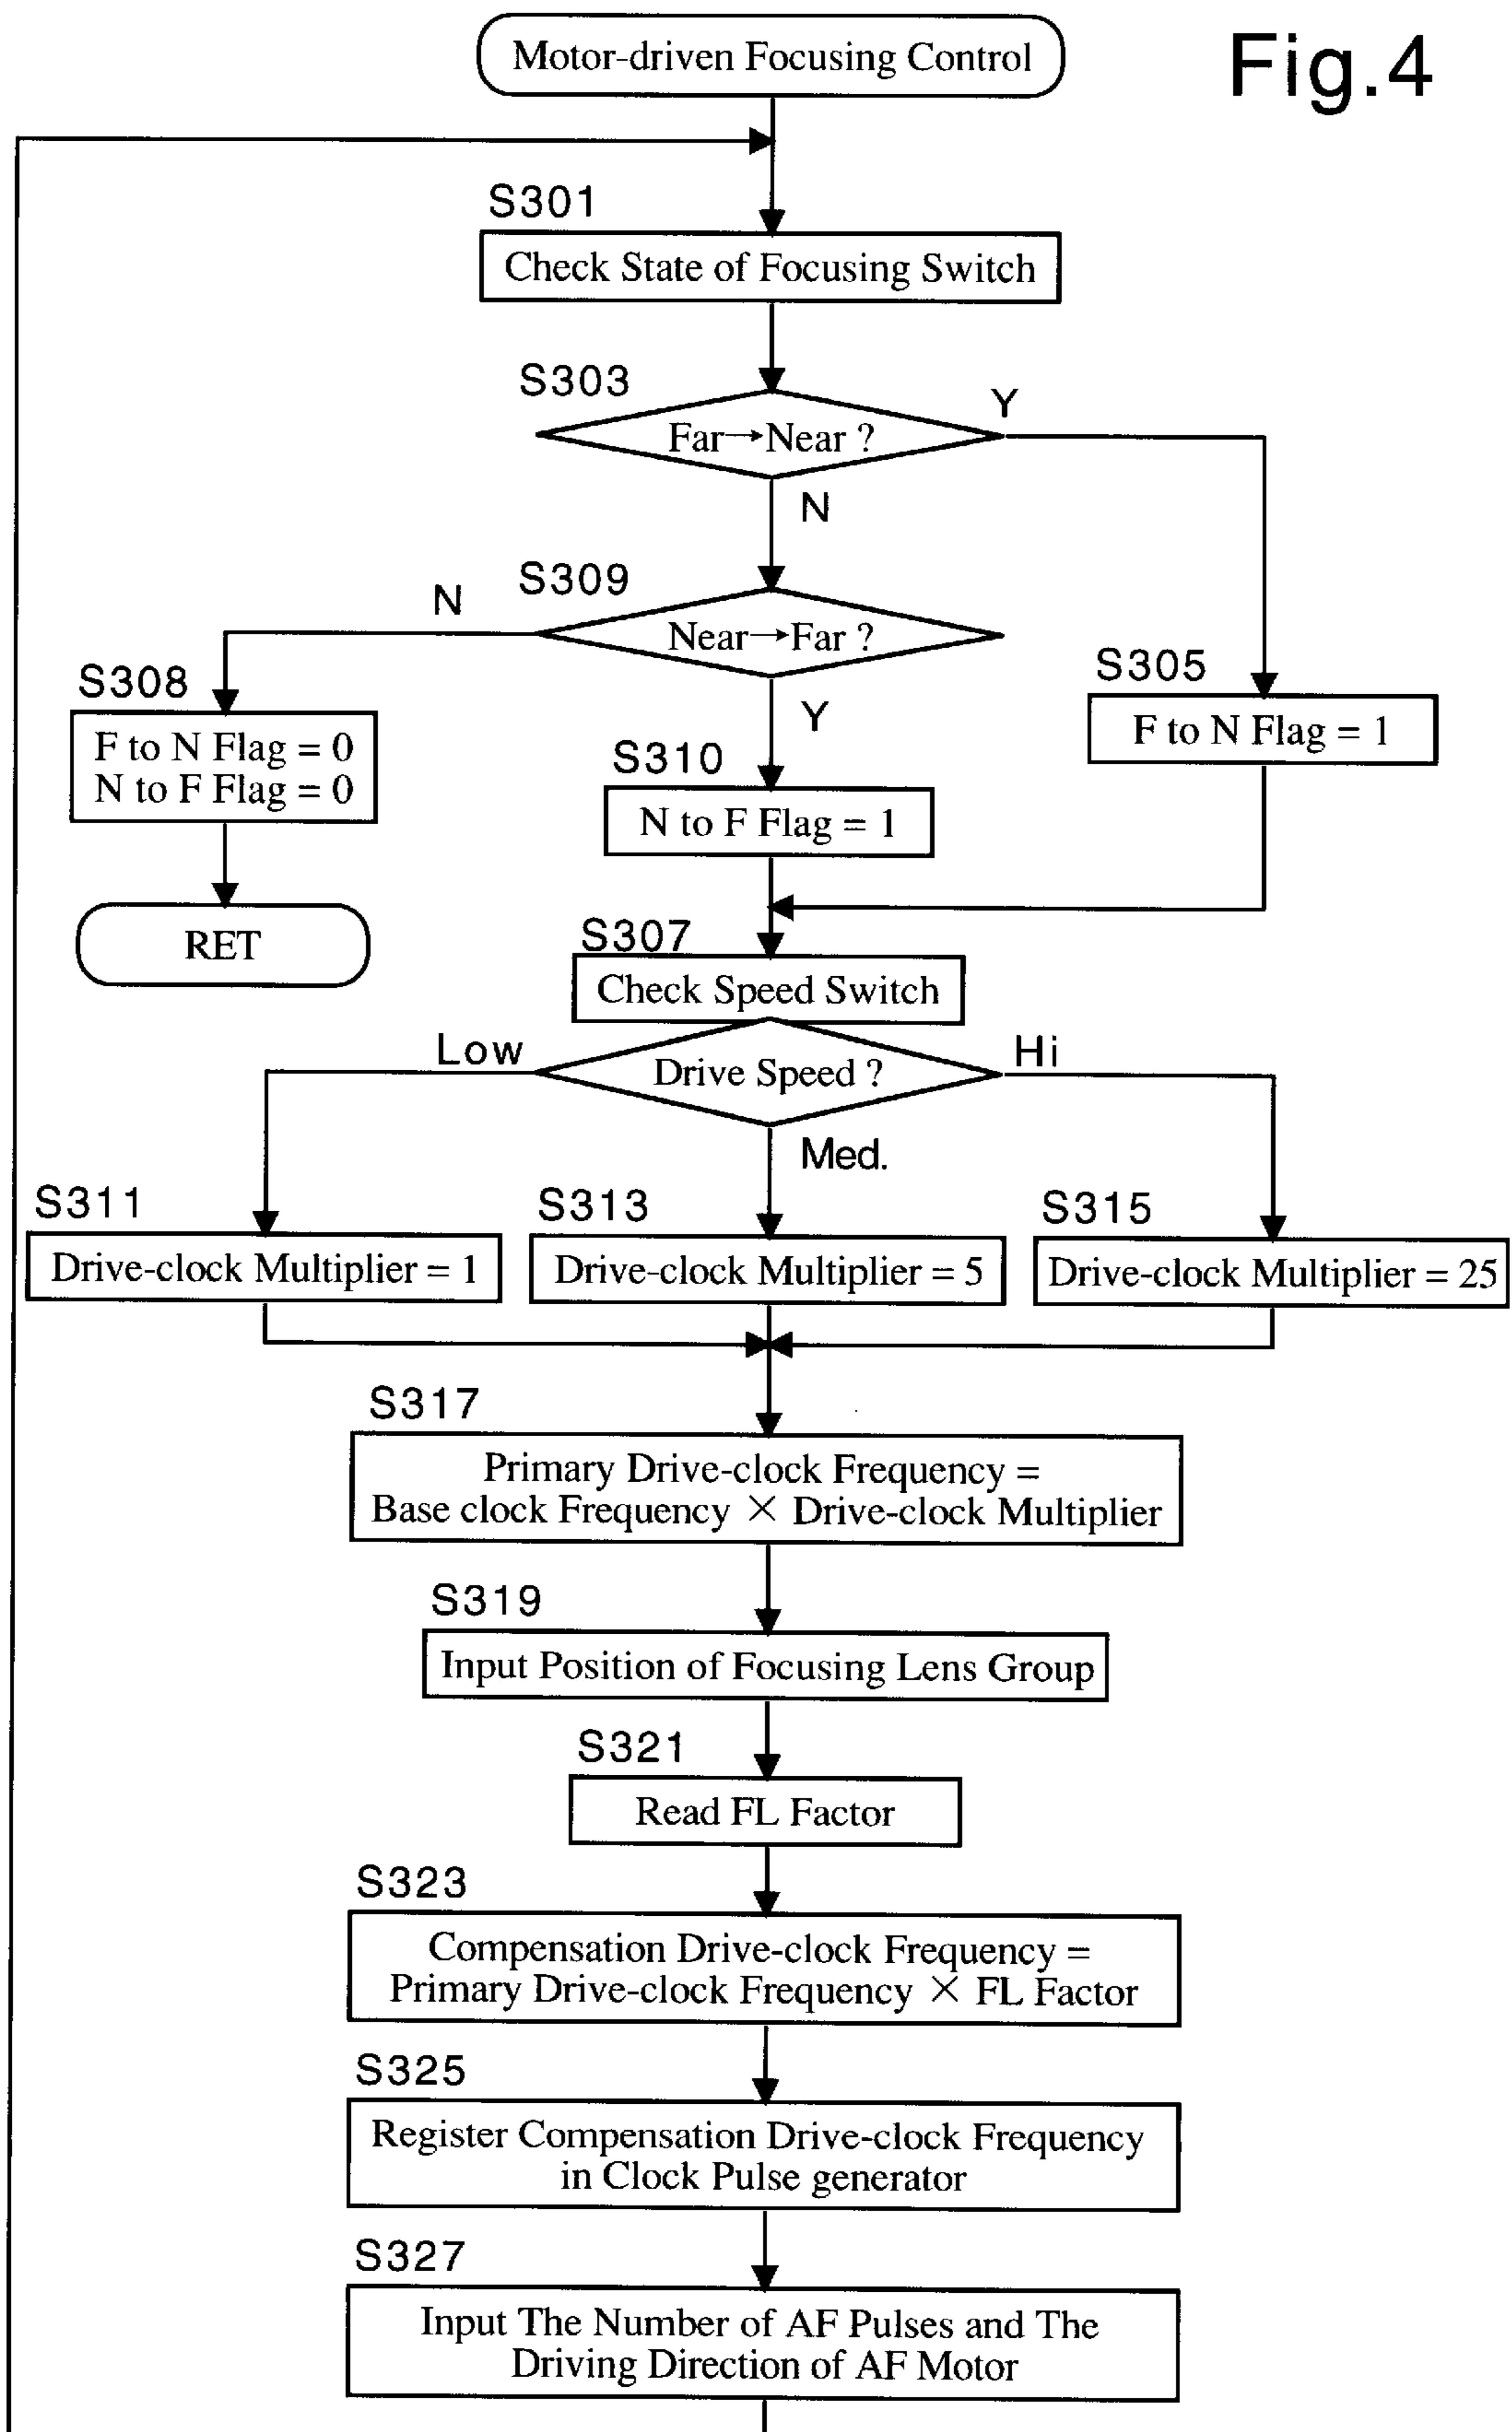 Fig.4
Motor-driven Focusing Control
S301
Check State of Focusing Switch
S303
Far→Near ?
Y
N
S309
Near→Far ?
N
Y
S308
F to N Flag = 0
N to F Flag = 0
RET
S305
F to N Flag = 1
S310
N to F Flag = 1
S307
Check Speed Switch
Drive Speed ?
Low
Med.
Hi
S311
Drive-clock Multiplier = 1
S313
Drive-clock Multiplier = 5
S315
Drive-clock Multiplier = 25
S317
Primary Drive-clock Frequency =
Base clock Frequency × Drive-clock Multiplier
S319
Input Position of Focusing Lens Group
S321
Read FL Factor
S323
Compensation Drive-clock Frequency =
Primary Drive-clock Frequency × FL Factor
S325
Register Compensation Drive-clock Frequency
in Clock Pulse generator
S327
Input The Number of AF Pulses and The
Driving Direction of AF Motor